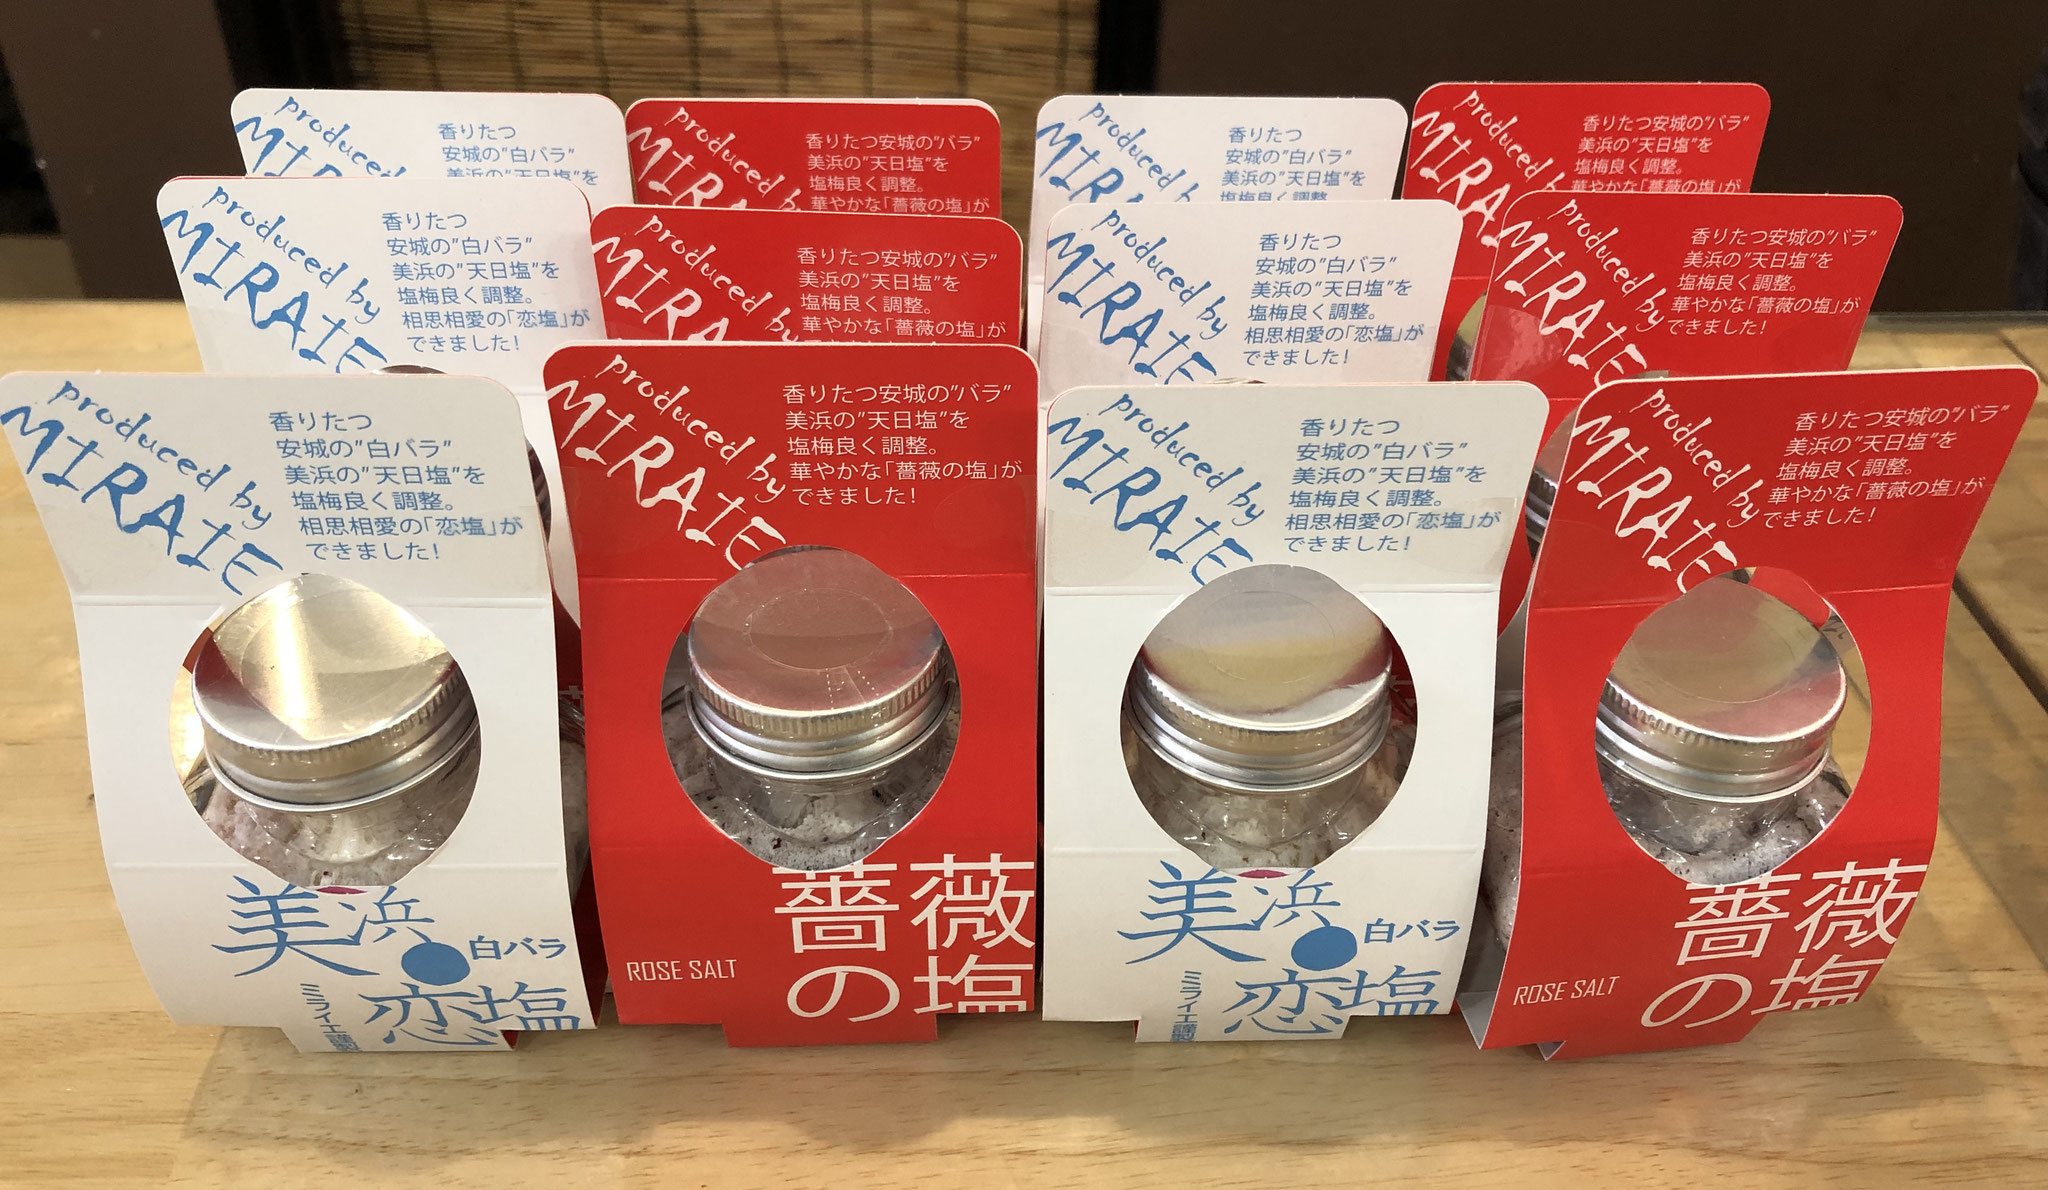 produced by
MIRA
香りたつ
安城の"白バラ"
美浜の"天日塩"を
produced by
MIRA
香りたつ安城の"バラ"
美浜の"天日塩"を
塩梅良く調整。
華やかな「薔薇の塩」が
produced by
MIRA
香りたつ
安城の"白バラ"
美浜の"天日塩"を
塩梅良く調整。
produced by
MIRA
香りたつ安城の"バラ"
美浜の"天日塩"を
塩梅良く調整。
華やかな「薔薇の塩」が
produced by
MIRAIE
香りたつ
安城の"白バラ"
美浜の"天日塩"を
塩梅良く調整。
相思相愛の「恋塩」が
できました!
produced by
MIRA
香りたつ安城の"バラ"
美浜の"天日塩"を
塩梅良く調整。
華やかな「薔薇の塩」が
produced by
MIRAIE
香りたつ
安城の"白バラ"
美浜の"天日塩"を
塩梅良く調整。
相思相愛の「恋塩」が
できました!
produced by
MIRAIE
香りたつ安城の"バラ"
美浜の"天日塩"を
塩梅良く調整。
華やかな「薔薇の塩」が
できました!
produced by
MIRAIE
香りたつ
安城の"白バラ"
美浜の"天日塩"を
塩梅良く調整。
相思相愛の「恋塩」が
できました!
美浜
白バラ
恋塩
ミライエ謹製
produced by
MIRAIE
香りたつ安城の"バラ"
美浜の"天日塩"を
塩梅良く調整。
華やかな「薔薇の塩」が
できました!
薔薇
の塩
ROSE SALT
produced by
MIRAIE
香りたつ
安城の"白バラ"
美浜の"天日塩"を
塩梅良く調整。
相思相愛の「恋塩」が
できました!
美浜
白バラ
恋塩
ミライエ謹製
produced by
MIRAIE
香りたつ安城の"バラ"
美浜の"天日塩"を
塩梅良く調整。
華やかな「薔薇の塩」が
できました!
薔薇
の塩
ROSE SALT